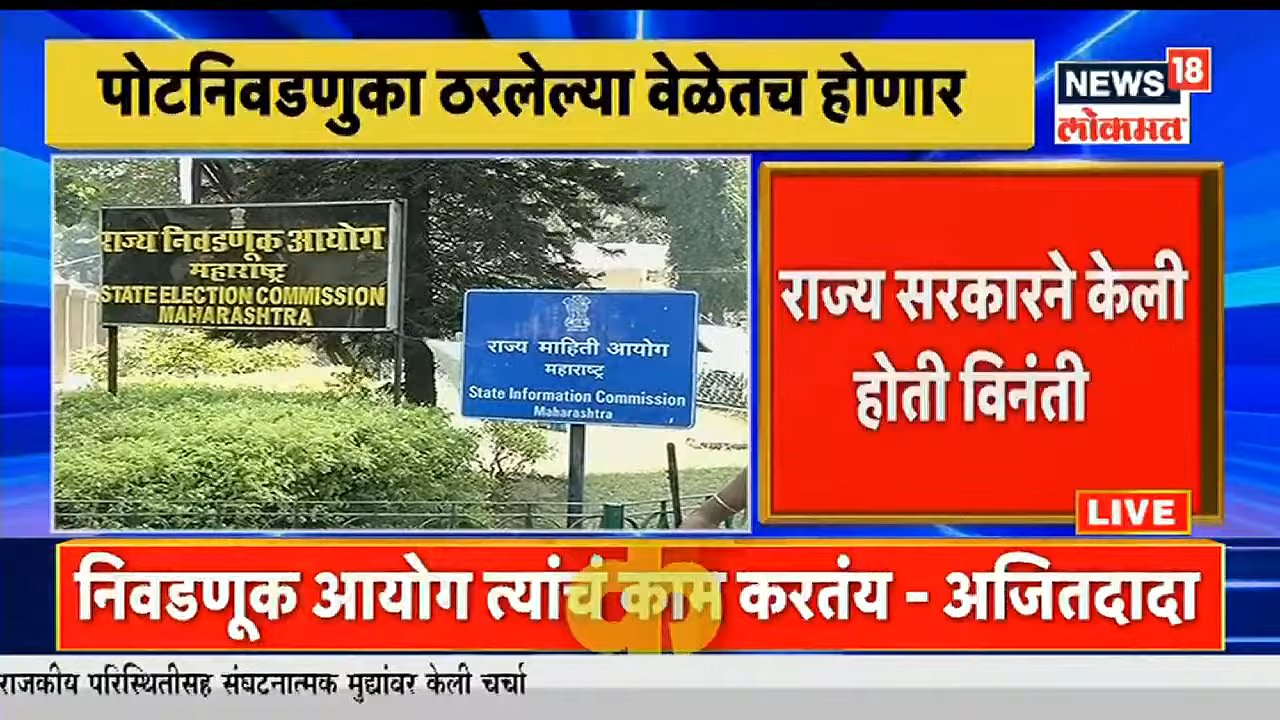 पोटनिवडणुका ठरलेल्या वेळेतच होणार
NEWS 18
लोकमत
राज्य निवडणूक आयोग
महाराष्ट्र
STATE ELECTION COMMISSION
MAHARASHTRA
राज्य माहिती आयोग
महाराष्ट्र
State Information Commission
Maharashtra
राज्य सरकारने केली
होती विनंती
LIVE
निवडणूक आयोग त्यांचं काम करतंय - अजितदादा
राजकीय परिस्थितीसह संघटनात्मक मुद्यांवर केली चर्चा